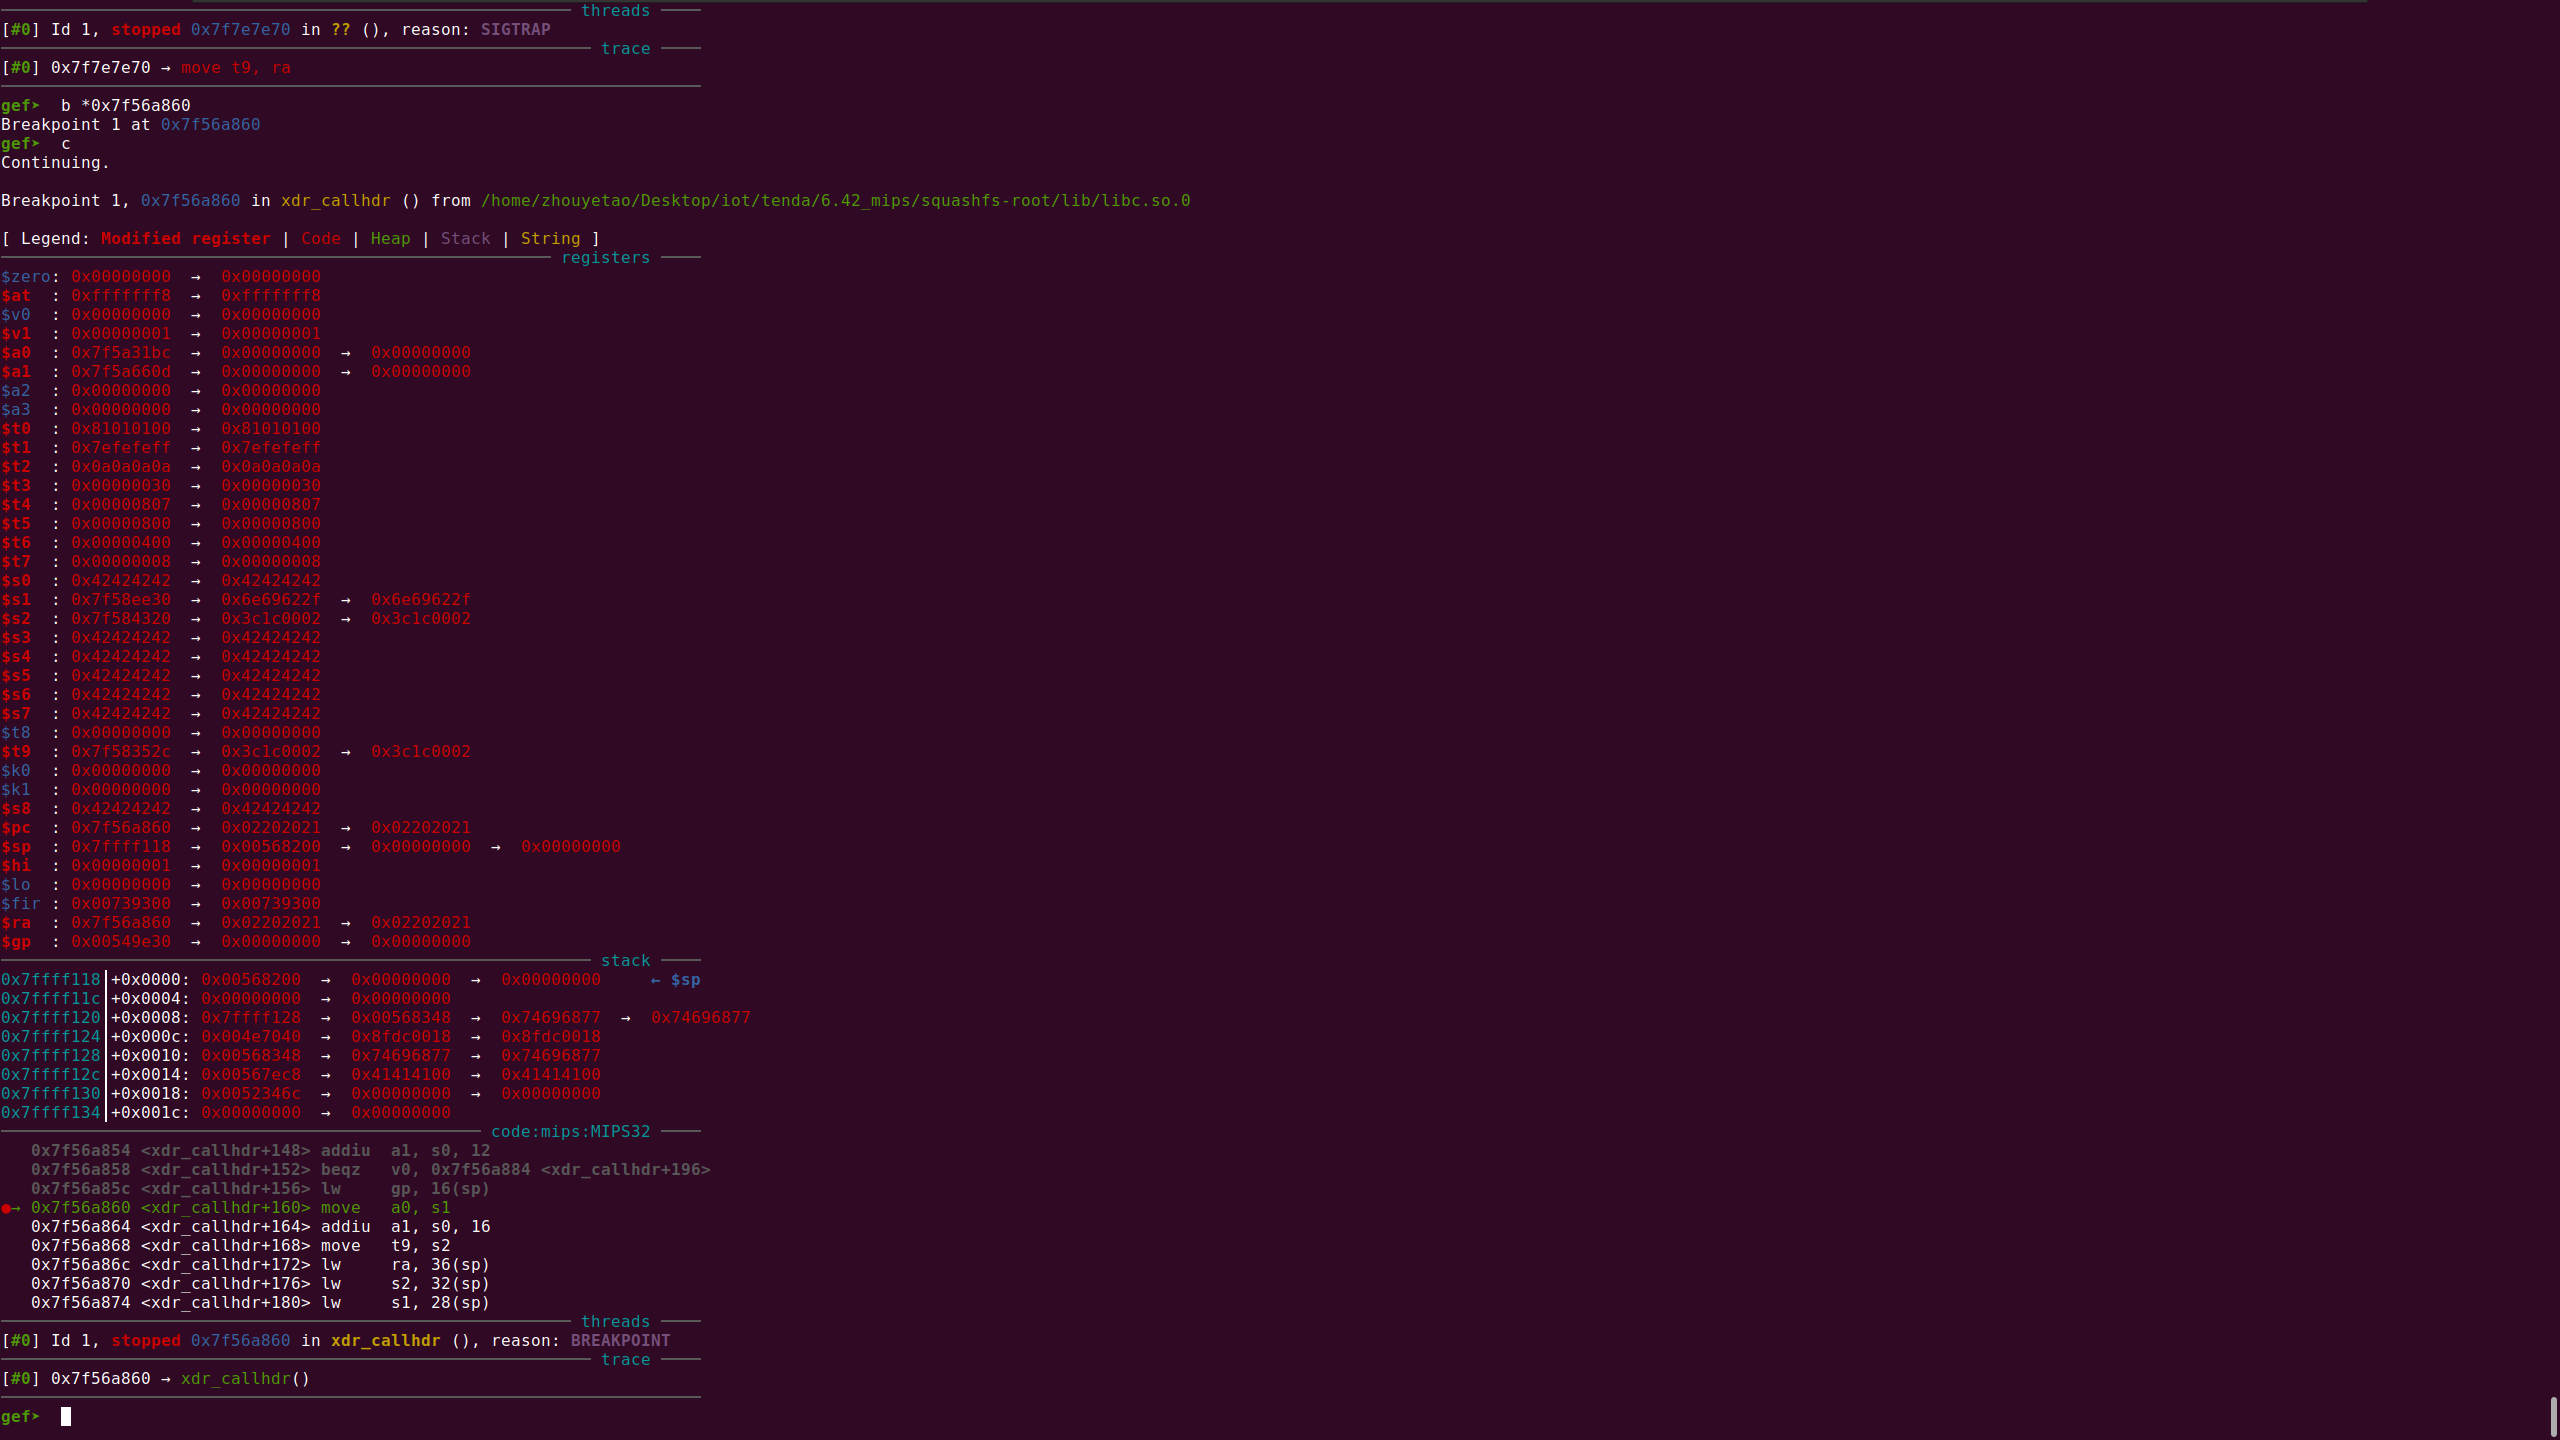 threads
[#0] Id 1, stopped 0x7f7e7e70 in ?? (), reason: SIGTRAP
trace
[#0] 0x7f7e7e70 → move t9, ra
gef➤  b *0x7f56a860
Breakpoint 1 at 0x7f56a860
gef➤  c
Continuing.
Breakpoint 1, 0x7f56a860 in xdr_callhdr () from /home/zhouyetao/Desktop/iot/tenda/6.42_mips/squashfs-root/lib/libc.so.0
[ Legend: Modified register | Code | Heap | Stack | String ]
registers
$zero: 0x00000000  →  0x00000000
$at  : 0xfffffff8  →  0xfffffff8
$v0  : 0x00000000  →  0x00000000
$v1  : 0x00000001  →  0x00000001
$a0  : 0x7f5a31bc  →  0x00000000  →  0x00000000
$a1  : 0x7f5a660d  →  0x00000000  →  0x00000000
$a2  : 0x00000000  →  0x00000000
$a3  : 0x00000000  →  0x00000000
$t0  : 0x81010100  →  0x81010100
$t1  : 0x7efefeff  →  0x7efefeff
$t2  : 0x0a0a0a0a  →  0x0a0a0a0a
$t3  : 0x00000030  →  0x00000030
$t4  : 0x00000807  →  0x00000807
$t5  : 0x00000800  →  0x00000800
$t6  : 0x00000400  →  0x00000400
$t7  : 0x00000008  →  0x00000008
$s0  : 0x42424242  →  0x42424242
$s1  : 0x7f58ee30  →  0x6e69622f  →  0x6e69622f
$s2  : 0x7f584320  →  0x3c1c0002  →  0x3c1c0002
$s3  : 0x42424242  →  0x42424242
$s4  : 0x42424242  →  0x42424242
$s5  : 0x42424242  →  0x42424242
$s6  : 0x42424242  →  0x42424242
$s7  : 0x42424242  →  0x42424242
$t8  : 0x00000000  →  0x00000000
$t9  : 0x7f58352c  →  0x3c1c0002  →  0x3c1c0002
$k0  : 0x00000000  →  0x00000000
$k1  : 0x00000000  →  0x00000000
$s8  : 0x42424242  →  0x42424242
$pc  : 0x7f56a860  →  0x02202021  →  0x02202021
$sp  : 0x7ffff118  →  0x00568200  →  0x00000000  →  0x00000000
$hi  : 0x00000001  →  0x00000001
$lo  : 0x00000000  →  0x00000000
$fir : 0x00739300  →  0x00739300
$ra  : 0x7f56a860  →  0x02202021  →  0x02202021
$gp  : 0x00549e30  →  0x00000000  →  0x00000000
stack
0x7ffff118│+0x0000: 0x00568200  →  0x00000000  →  0x00000000     ← $sp
0x7ffff11c│+0x0004: 0x00000000  →  0x00000000
0x7ffff120│+0x0008: 0x7ffff128  →  0x00568348  →  0x74696877  →  0x74696877
0x7ffff124│+0x000c: 0x004e7040  →  0x8fdc0018  →  0x8fdc0018
0x7ffff128│+0x0010: 0x00568348  →  0x74696877  →  0x74696877
0x7ffff12c│+0x0014: 0x00567ec8  →  0x41414100  →  0x41414100
0x7ffff130│+0x0018: 0x0052346c  →  0x00000000  →  0x00000000
0x7ffff134│+0x001c: 0x00000000  →  0x00000000
code:mips:MIPS32
0x7f56a854 <xdr_callhdr+148> addiu  a1, s0, 12
0x7f56a858 <xdr_callhdr+152> beqz   v0, 0x7f56a884 <xdr_callhdr+196>
0x7f56a85c <xdr_callhdr+156> lw     gp, 16(sp)
●→ 0x7f56a860 <xdr_callhdr+160> move   a0, s1
0x7f56a864 <xdr_callhdr+164> addiu  a1, s0, 16
0x7f56a868 <xdr_callhdr+168> move   t9, s2
0x7f56a86c <xdr_callhdr+172> lw     ra, 36(sp)
0x7f56a870 <xdr_callhdr+176> lw     s2, 32(sp)
0x7f56a874 <xdr_callhdr+180> lw     s1, 28(sp)
threads
[#0] Id 1, stopped 0x7f56a860 in xdr_callhdr (), reason: BREAKPOINT
trace
[#0] 0x7f56a860 → xdr_callhdr()
gef➤